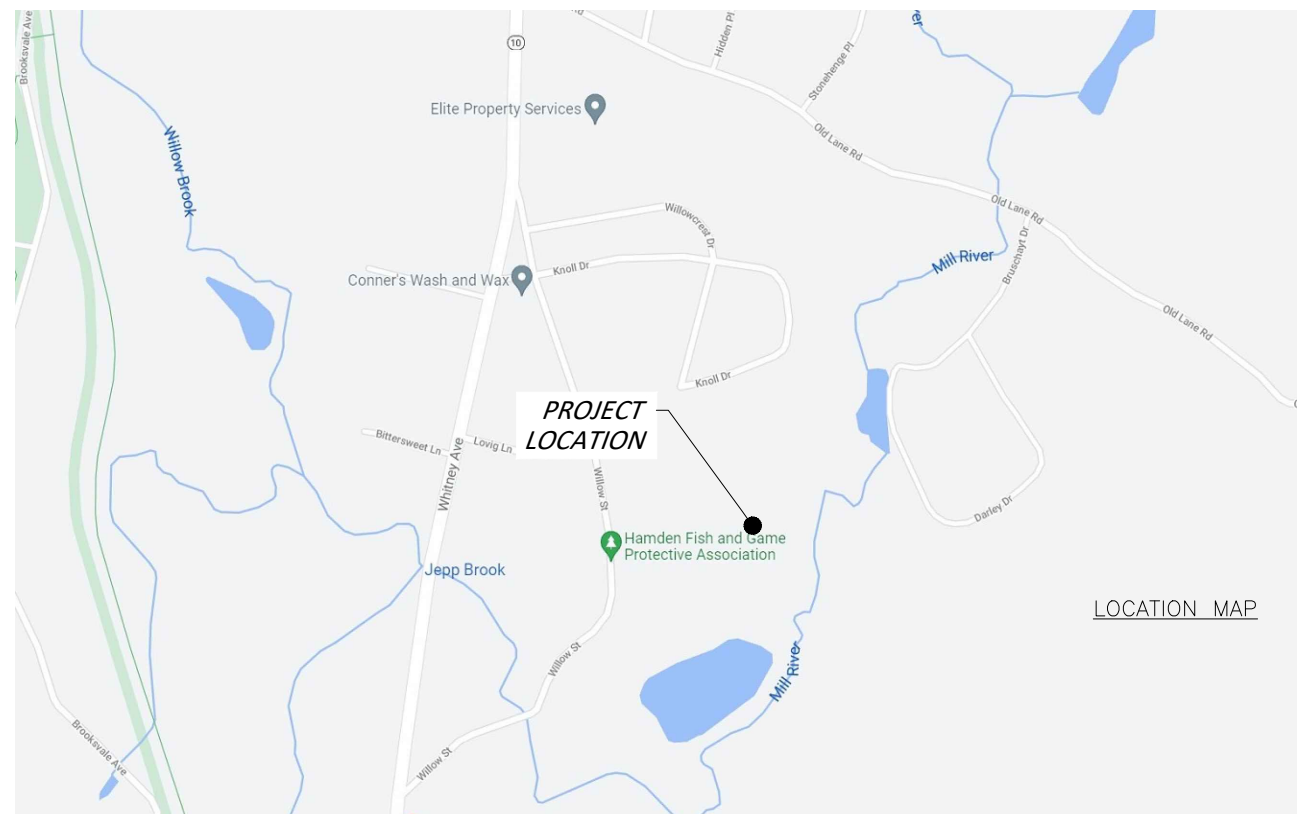 Brooksvale Ave
10
Hidden Pl
Stonehenge Pl
Elite Property Services
Willow Brook
Old Lane Rd
Old Lane Rd
Willowcrest Dr
Bruschayt Dr
Mill River
Knoll Dr
Conner's Wash and Wax
Old Lane Rd
Knoll Dr
PROJECT
LOCATION
Bittersweet Ln
Lovig Ln
Whitney Ave
Willow St
Darley Dr
Hamden Fish and Game
Protective Association
Jepp Brook
LOCATION MAP
Willow St
Mill River
Brooksvale Ave
Willow St